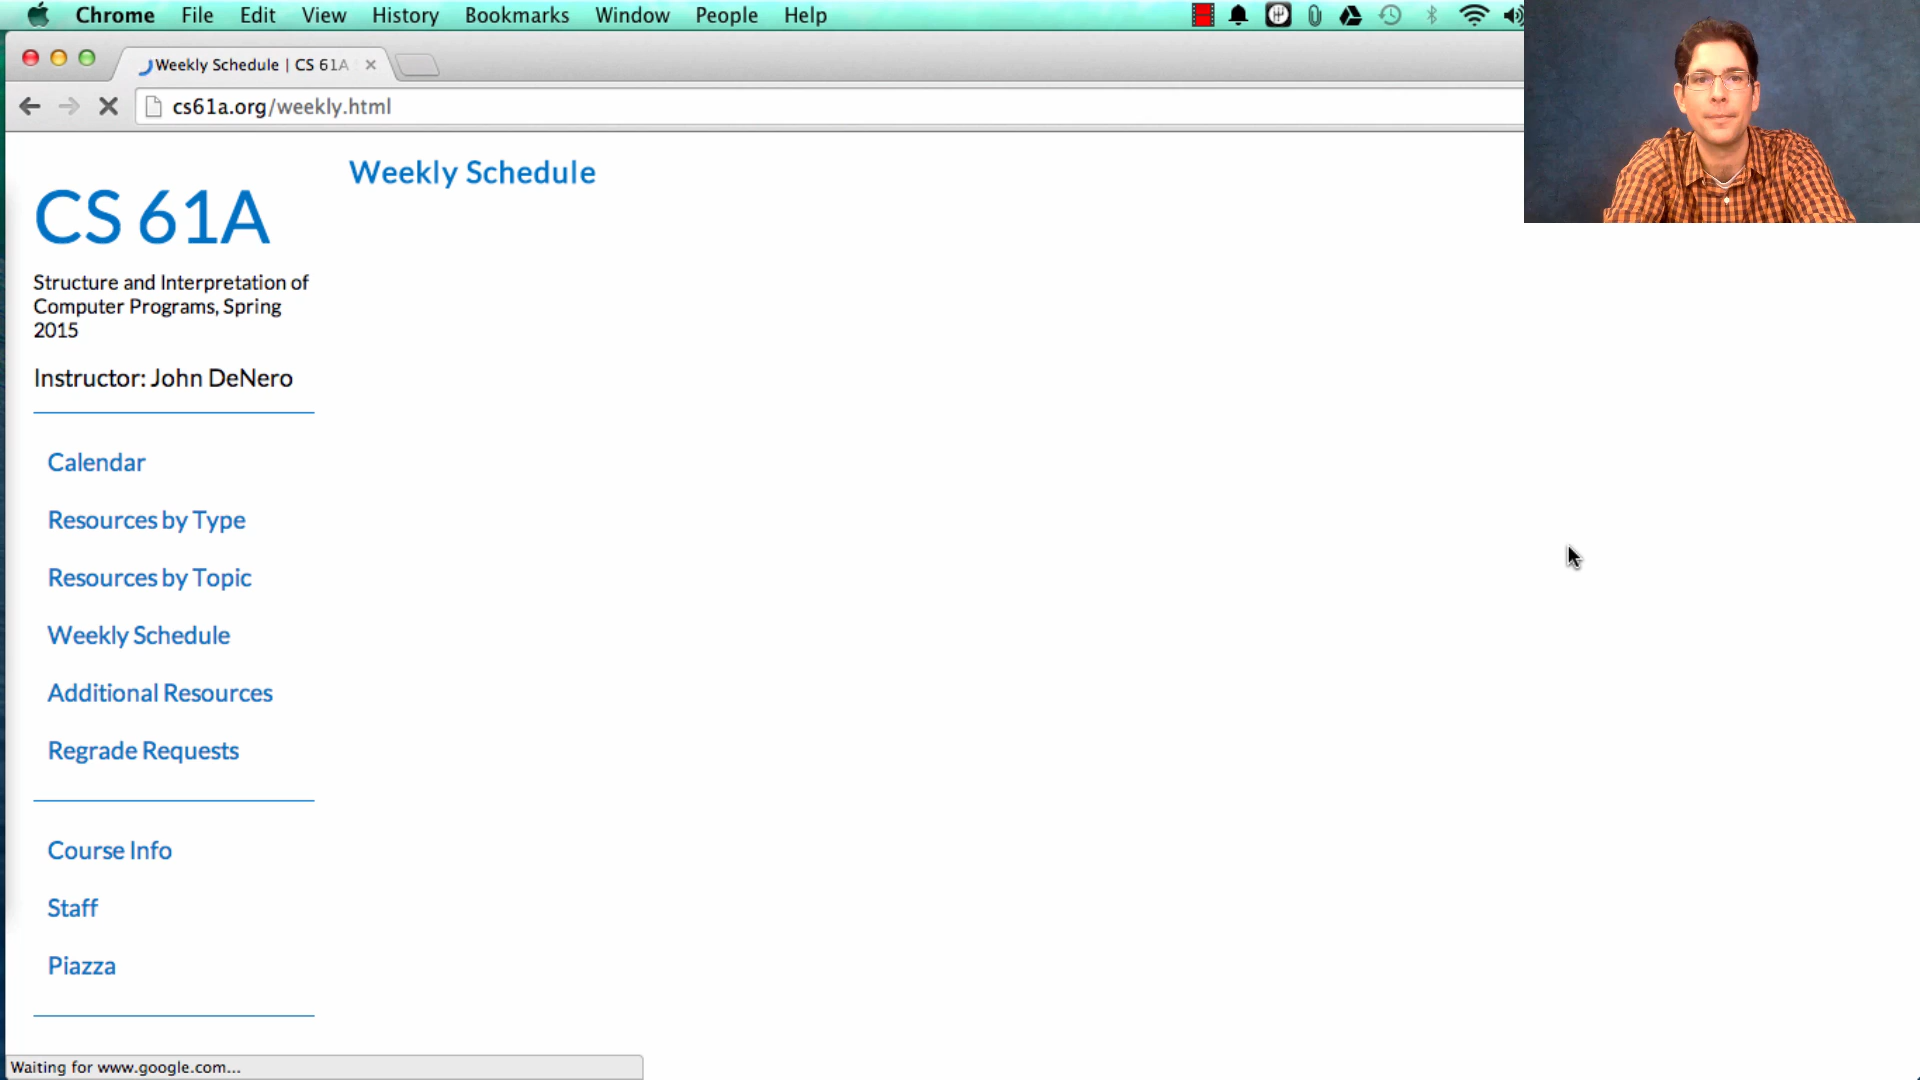 Chrome File Edit View History Bookmarks Window People Help
Weekly Schedule | CS 61A
cs61a.org/weekly.html
Weekly Schedule
CS 61A
Structure and Interpretation of
Computer Programs, Spring
2015
Instructor: John DeNero
Calendar
Resources by Type
Resources by Topic
Weekly Schedule
Additional Resources
Regrade Requests
Course Info
Staff
Piazza
Waiting for www.google.com...